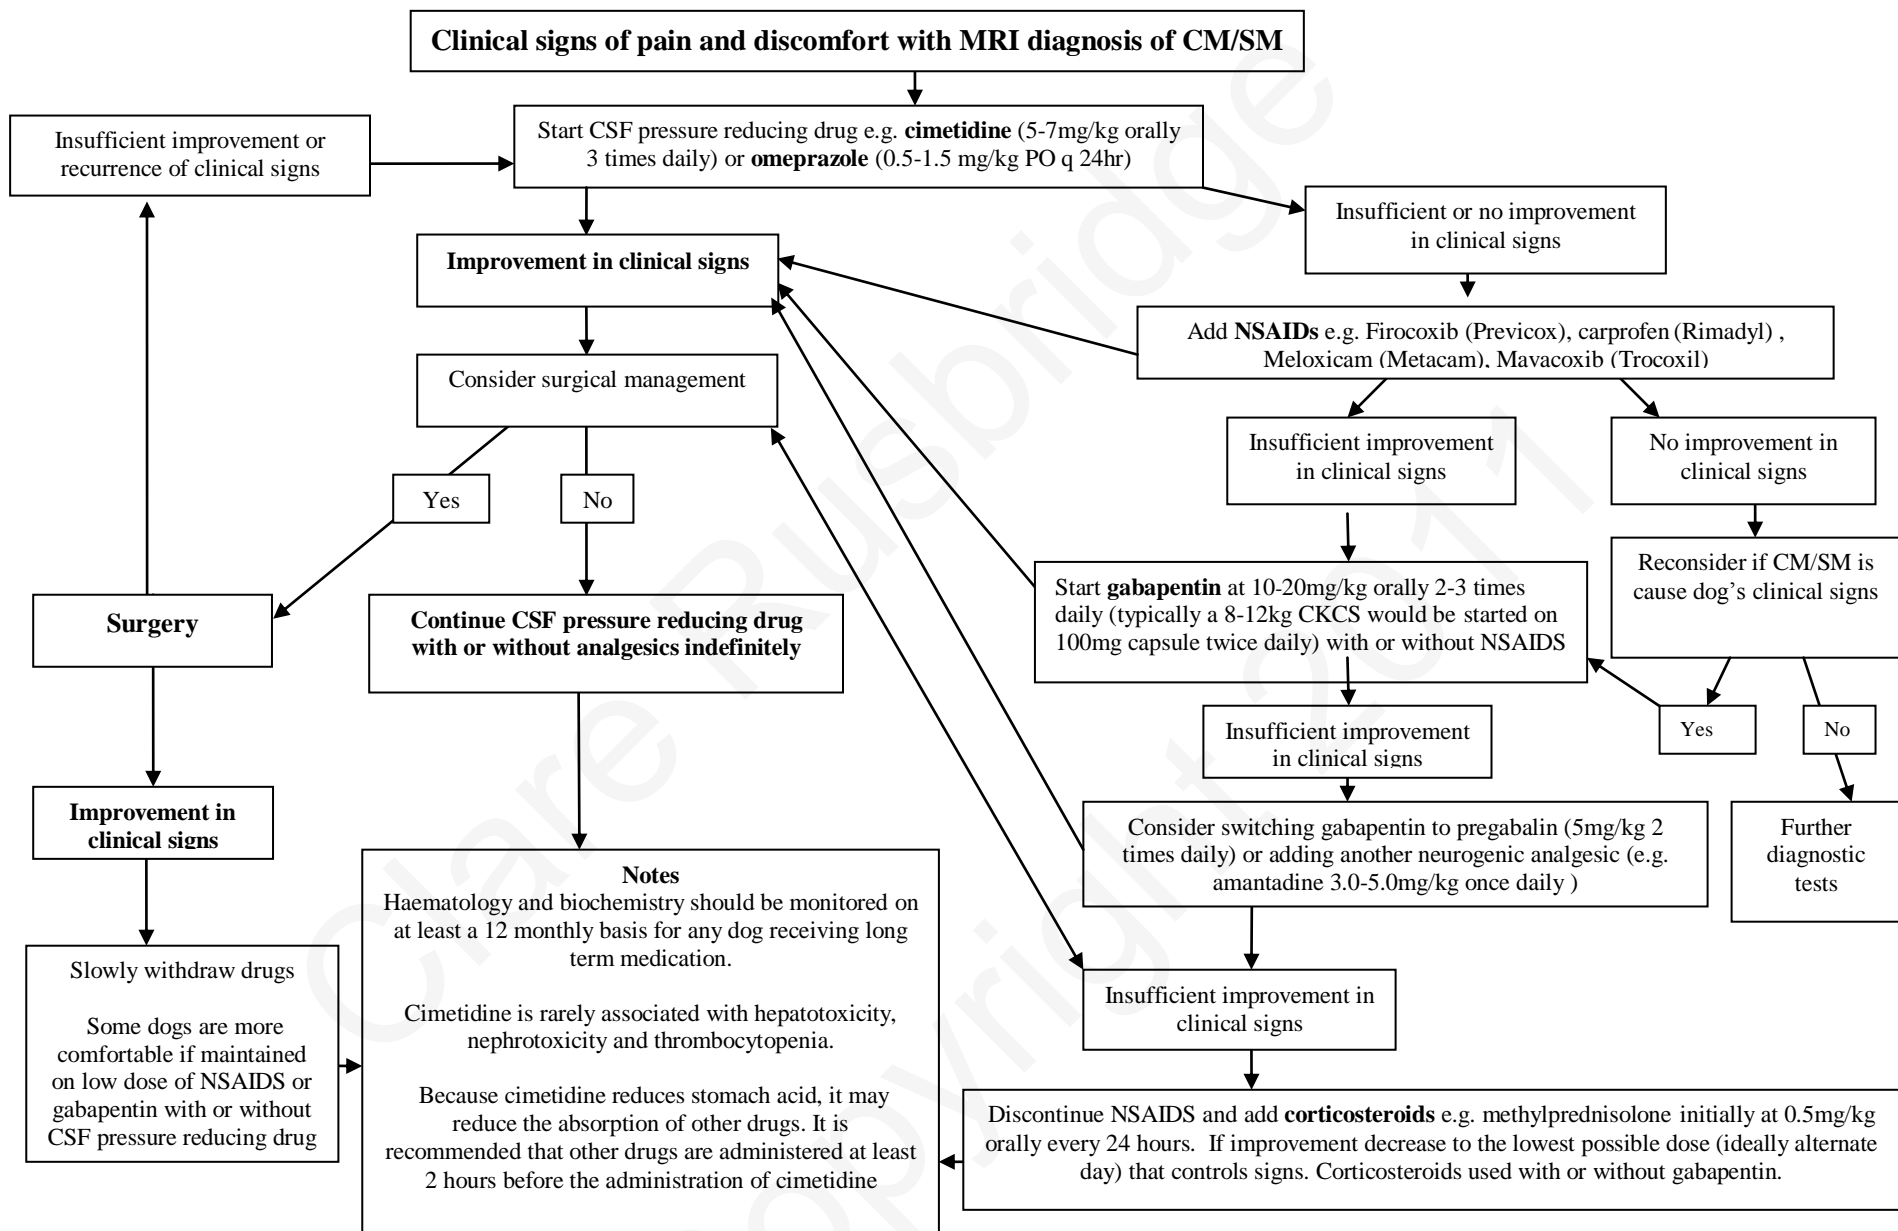 Clinical signs of pain and discomfort with MRI diagnosis of CM/SM
Insufficient improvement or
recurrence of clinical signs
Start CSF pressure reducing drug e.g. cimetidine (5-7mg/kg orally
3 times daily) or omeprazole (0.5-1.5 mg/kg PO q 24hr)
Insufficient or no improvement
in clinical signs
Improvement in clinical signs
Add NSAIDs e.g. Firocoxib (Previcox), carprofen (Rimadyl) ,
Meloxicam (Metacam), Mavacoxib (Trocoxil)
Consider surgical management
Insufficient improvement
in clinical signs
No improvement in
clinical signs
Yes
No
Reconsider if CM/SM is
cause dog's clinical signs
Start gabapentin at 10-20mg/kg orally 2-3 times
daily (typically a 8-12kg CKCS would be started on
100mg capsule twice daily) with or without NSAIDS
Surgery
Continue CSF pressure reducing drug
with or without analgesics indefinitely
Yes
No
Insufficient improvement
in clinical signs
Improvement in
clinical signs
Consider switching gabapentin to pregabalin (5mg/kg 2
times daily) or adding another neurogenic analgesic (e.g.
amantadine 3.0-5.0mg/kg once daily )
Further
diagnostic
tests
Notes
Haematology and biochemistry should be monitored on
at least a 12 monthly basis for any dog receiving long
term medication.
Cimetidine is rarely associated with hepatotoxicity,
nephrotoxicity and thrombocytopenia.
Because cimetidine reduces stomach acid, it may
reduce the absorption of other drugs. It is
recommended that other drugs are administered at least
2 hours before the administration of cimetidine
Slowly withdraw drugs
Some dogs are more
comfortable if maintained
on low dose of NSAIDS or
gabapentin with or without
CSF pressure reducing drug
Insufficient improvement in
clinical signs
Discontinue NSAIDS and add corticosteroids e.g. methylprednisolone initially at 0.5mg/kg
orally every 24 hours. If improvement decrease to the lowest possible dose (ideally alternate
day) that controls signs. Corticosteroids used with or without gabapentin.
Clare Rusbridge
opyright 2011